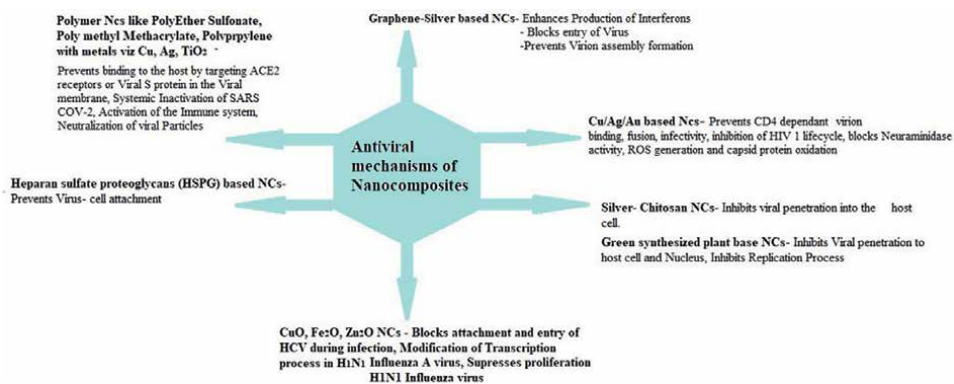 Polymer Ncs like PolyEther Sulfonate,
Poly methyl Methacrylate, Polyprpylene
with metals viz Cu, Ag, TiO₂
Prevents binding to the host by targeting ACE2
receptors or Viral S protein in the Viral
membrane, Systemic Inactivation of SARS
COV-2, Activation of the Immune system,
Neutralization of viral Particles
Graphene-Silver based NCs- Enhances Production of Interferons
- Blocks entry of Virus
-Prevents Virion assembly formation
Cu/Ag/Au based Ncs- Prevents CD4 dependant virion
binding, fusion, infectivity, inhibition of HIV 1 lifecycle, blocks Neuraminidase
activity, ROS generation and capsid protein oxidation
Antiviral
mechanisms of
Nanocomposites
Heparan sulfate proteoglycans (HSPG) based NCs-
Prevents Virus- cell attachment
Silver- Chitosan NCs- Inhibits viral penetration into the host
cell.
Green synthesized plant base NCs- Inhibits Viral penetration to
host cell and Nucleus, Inhibits Replication Process
CuO, Fe₂O, Zn₂O NCs - Blocks attachment and entry of
HCV during infection, Modification of Transcription
process in H1N1 Influenza A virus, Supresses proliferation
H1N1 Influenza virus